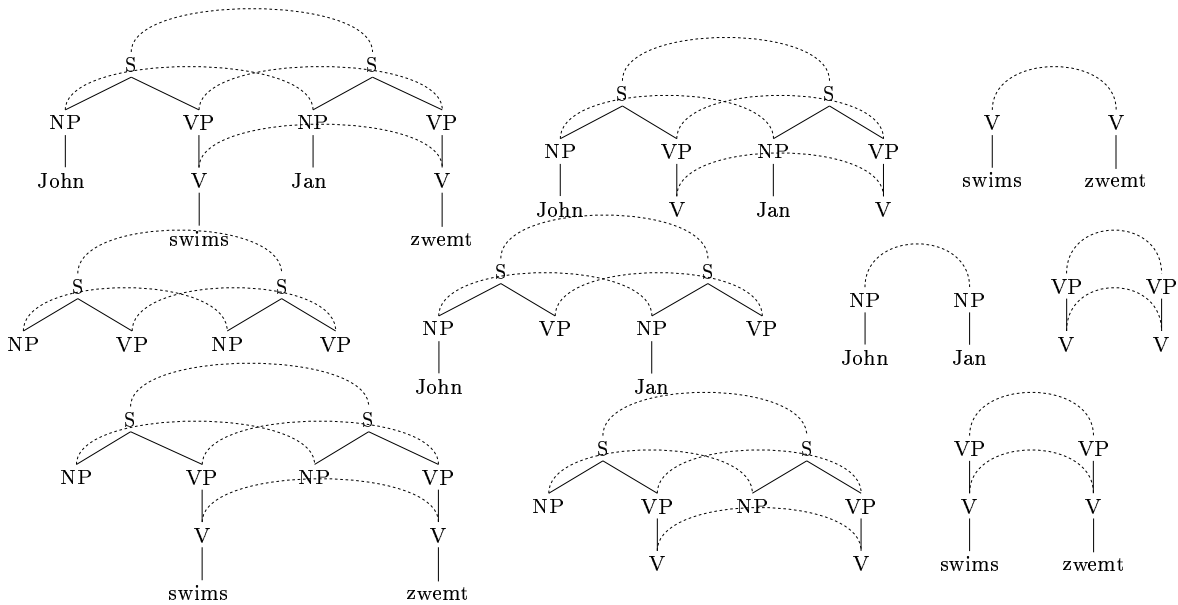 S S
NP VP NP VP
John V Jan V
swims zwemt
S S
NP VP NP VP
John V Jan V
V V
swims zwemt
S S
NP VP NP VP
S S
NP VP NP VP
John Jan
NP NP
John Jan
VP VP
V V
S S
NP VP NP VP
V V
swims zwemt
S S
NP VP NP VP
V V
VP VP
V V
swims zwemt